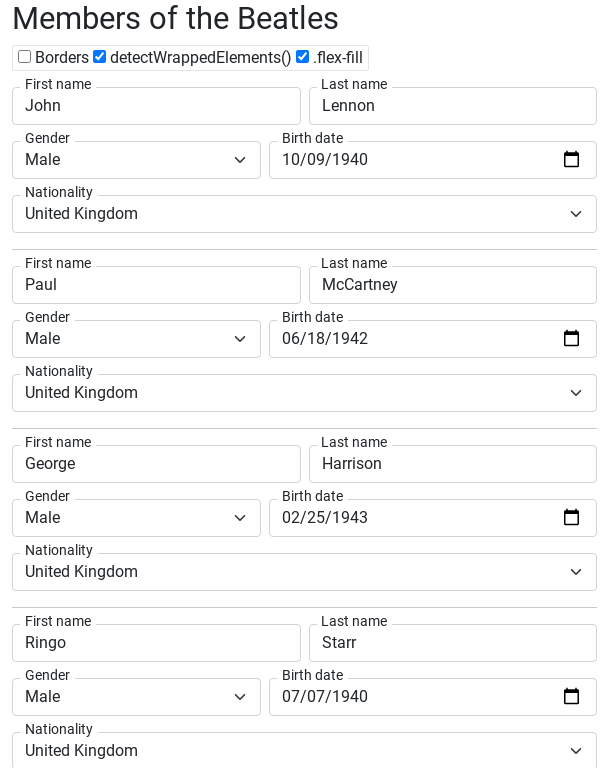 Members of the Beatles
Borders detectWrappedElements() .flex-fill
First name Last name
John Lennon
Gender Birth date
Male 10/09/1940
Nationality
United Kingdom
First name Last name
Paul McCartney
Gender Birth date
Male 06/18/1942
Nationality
United Kingdom
First name Last name
George Harrison
Gender Birth date
Male 02/25/1943
Nationality
United Kingdom
First name Last name
Ringo Starr
Gender Birth date
Male 07/07/1940
Nationality
United Kingdom